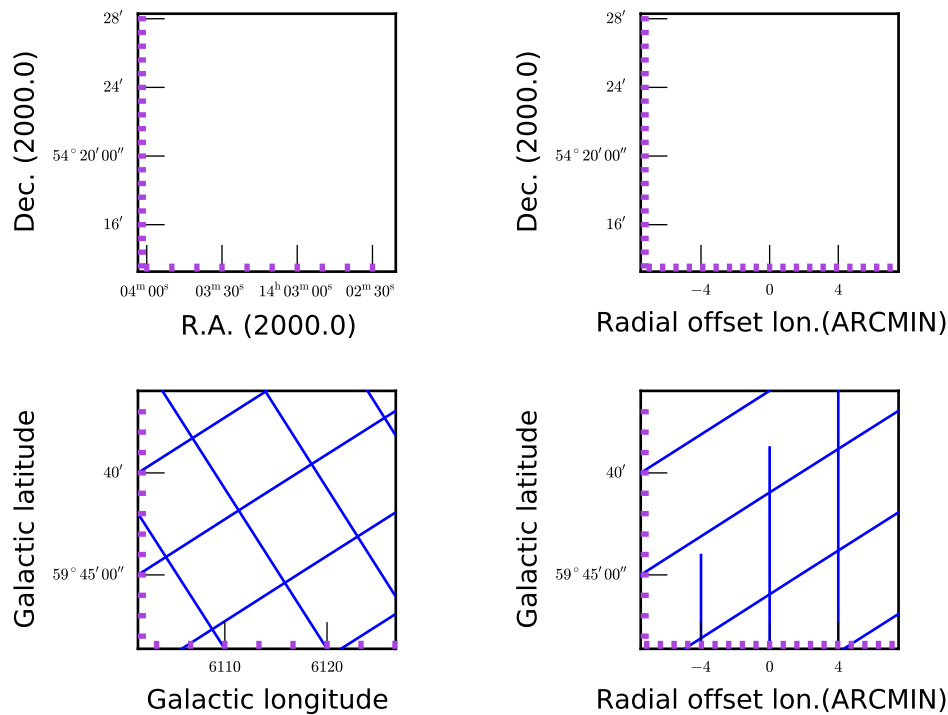 28′
24′
54° 20′ 00″
16′
Dec. (2000.0)
04ᵐ 00ˢ 03ᵐ 30ˢ 14ʰ 03ᵐ 00ˢ 02ᵐ 30ˢ
R.A. (2000.0)
28′
24′
54° 20′ 00″
16′
Dec. (2000.0)
−4 0 4
Radial offset lon.(ARCMIN)
40′
59° 45′ 00″
Galactic latitude
6110 6120
Galactic longitude
40′
59° 45′ 00″
Galactic latitude
−4 0 4
Radial offset lon.(ARCMIN)